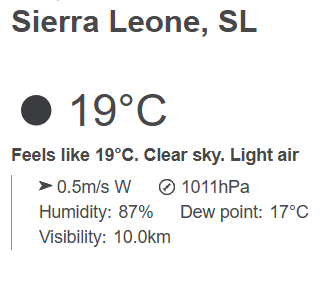 Sierra Leone, SL
19°C
Feels like 19°C. Clear sky. Light air
0.5m/s W 1011hPa
Humidity: 87% Dew point: 17°C
Visibility: 10.0km